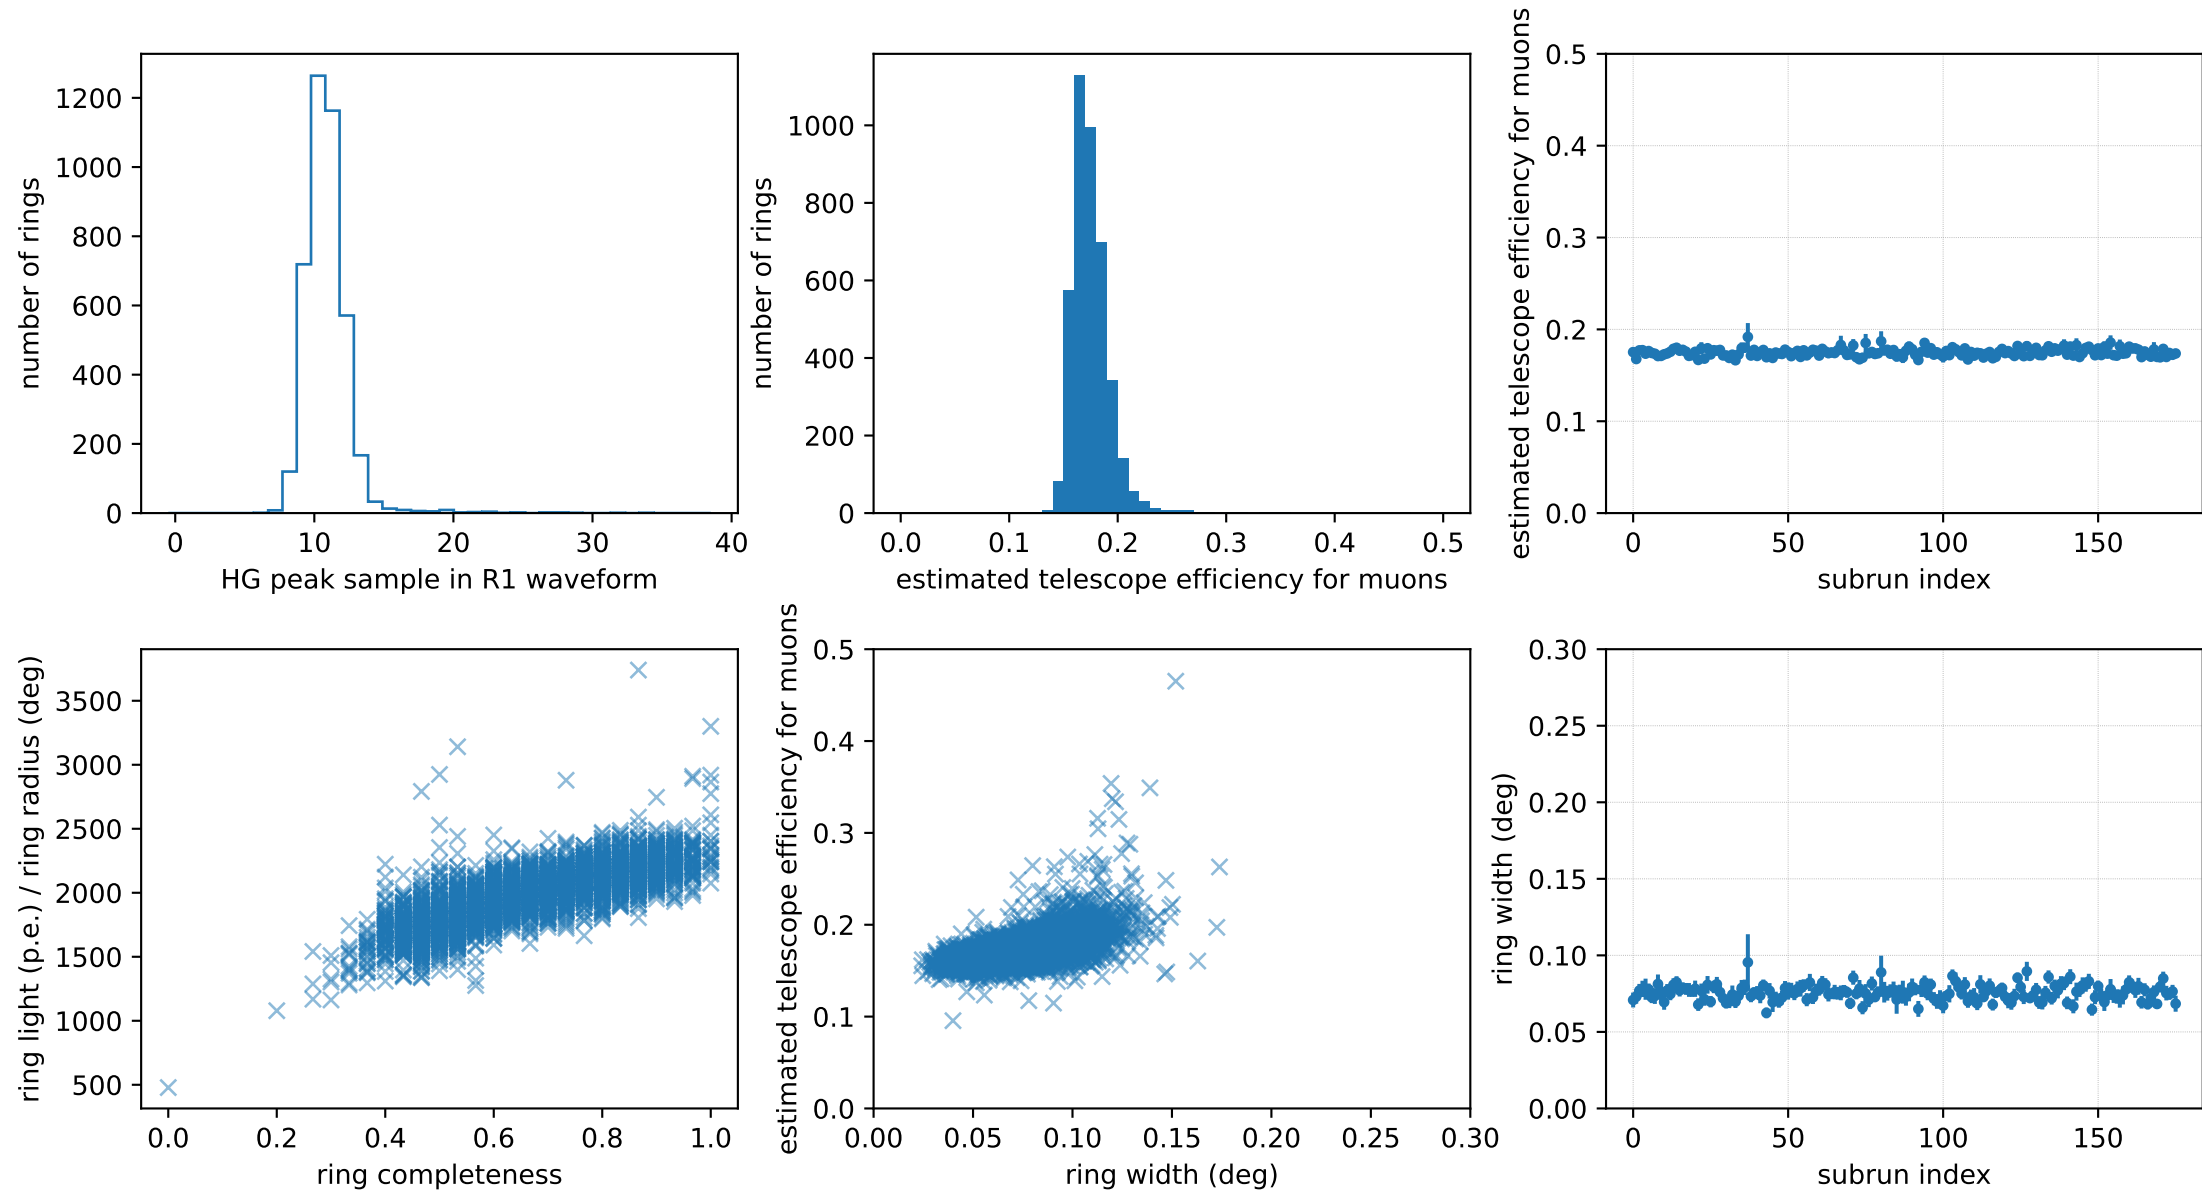 number of rings
1200
1000
800
600
400
200
0
0 10 20 30 40
HG peak sample in R1 waveform
number of rings
1000
800
600
400
200
0
0.0 0.1 0.2 0.3 0.4 0.5
estimated telescope efficiency for muons
estimated telescope efficiency for muons
0.5
0.4
0.3
0.2
0.1
0.0
0 50 100 150
subrun index
ring light (p.e.) / ring radius (deg)
3500
3000
2500
2000
1500
1000
500
0.0 0.2 0.4 0.6 0.8 1.0
ring completeness
estimated telescope efficiency for muons
0.5
0.4
0.3
0.2
0.1
0.0
0.00 0.05 0.10 0.15 0.20 0.25 0.30
ring width (deg)
ring width (deg)
0.30
0.25
0.20
0.15
0.10
0.05
0.00
0 50 100 150
subrun index